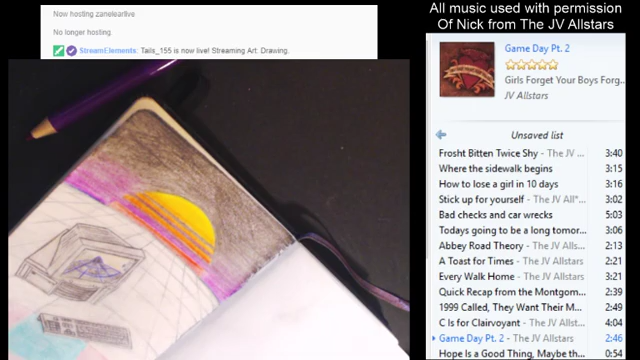 Now hosting zanelearlive
No longer hosting.
StreamElements: Tails_155 is now live! Streaming Art: Drawing.
All music used with permission
Of Nick from The JV Allstars
Game Day Pt. 2
Girls Forget Your Boys Forg...
JV Allstars
Unsaved list
Frosht Bitten Twice Shy - The JV ... 3:40
Where the sidewalk begins 3:15
How to lose a girl in 10 days 3:16
Stick up for yourself - The JV All*... 3:02
Bad checks and car wrecks 5:03
Todays going to be a long tomor... 3:06
Abbey Road Theory - The JV Alls... 2:13
A Toast for Times - The JV Allstars 2:21
Every Walk Home - The JV Allstars 3:21
Quick Recap from the Montgom... 2:39
1999 Called, They Want Their M... 2:49
C Is for Clairvoyant - The JV Allstars 4:04
Game Day Pt. 2 - The JV Allstars 2:46
Hope Is a Good Thing, Maybe th... 0:54